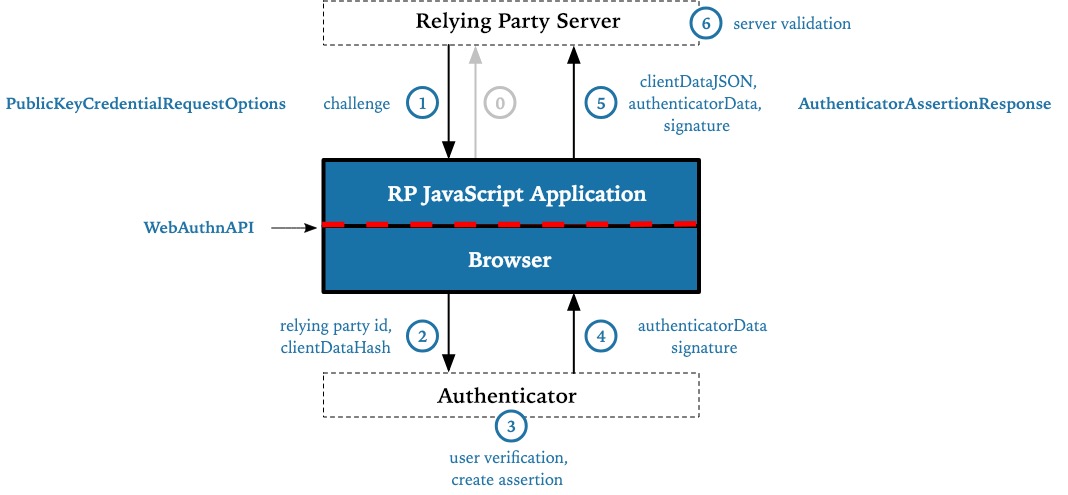 Relying Party Server
6 server validation
PublicKeyCredentialRequestOptions
challenge
1
0
5
clientDataJSON,
authenticatorData,
signature
AuthenticatorAssertionResponse
RP JavaScript Application
WebAuthnAPI
Browser
relying party id,
clientDataHash
2
4
authenticatorData
signature
Authenticator
3
user verification,
create assertion